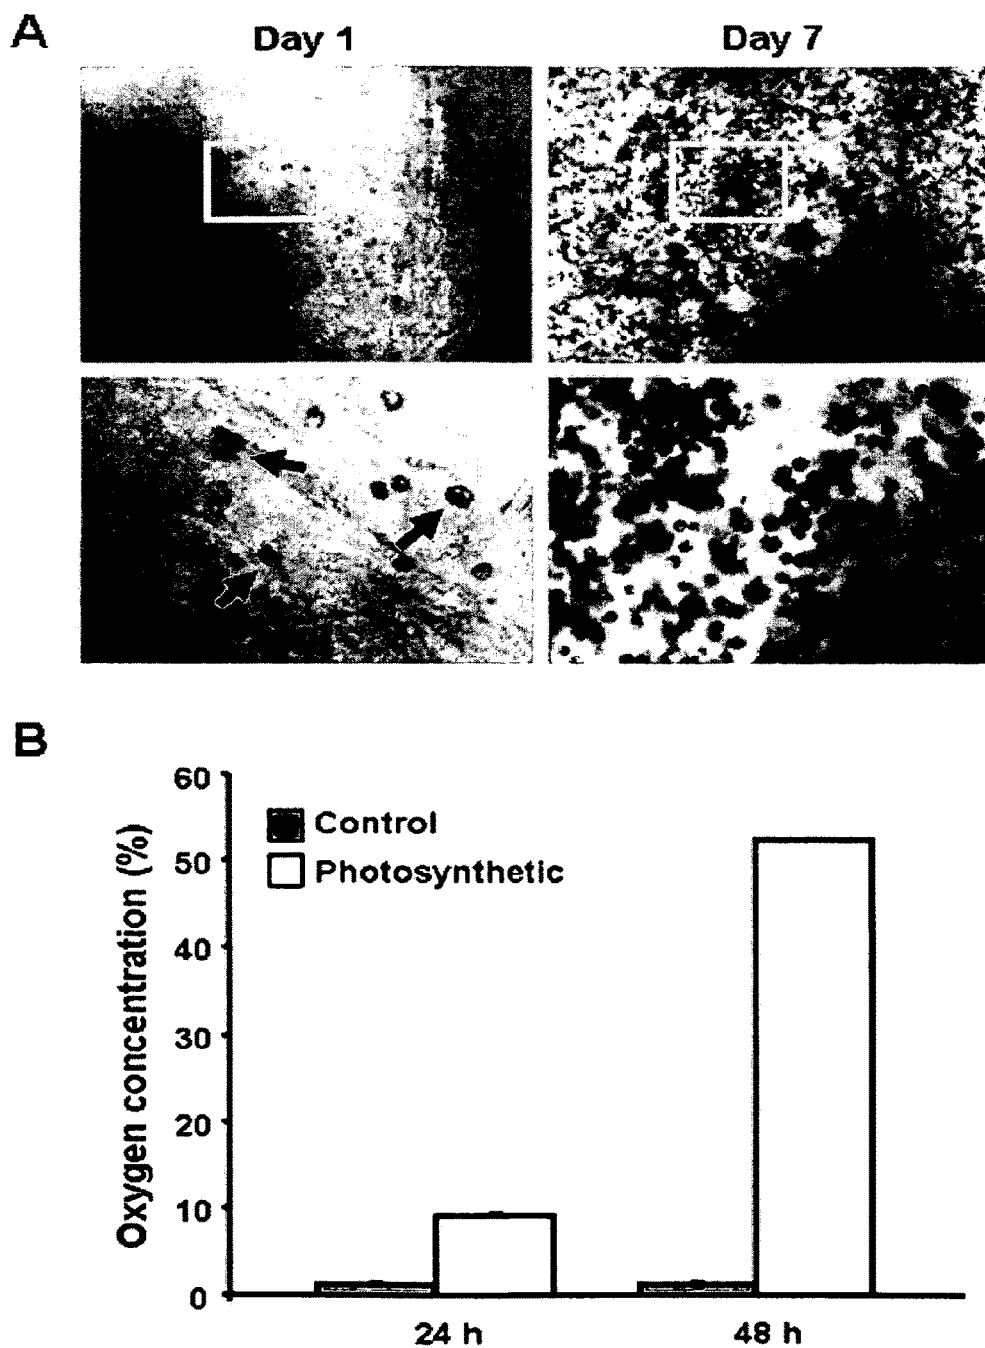 A
Day 1 Day 7
B
Oxygen concentration (%)
60
50
40
30
20
10
0
Control
Photosynthetic
24 h 48 h